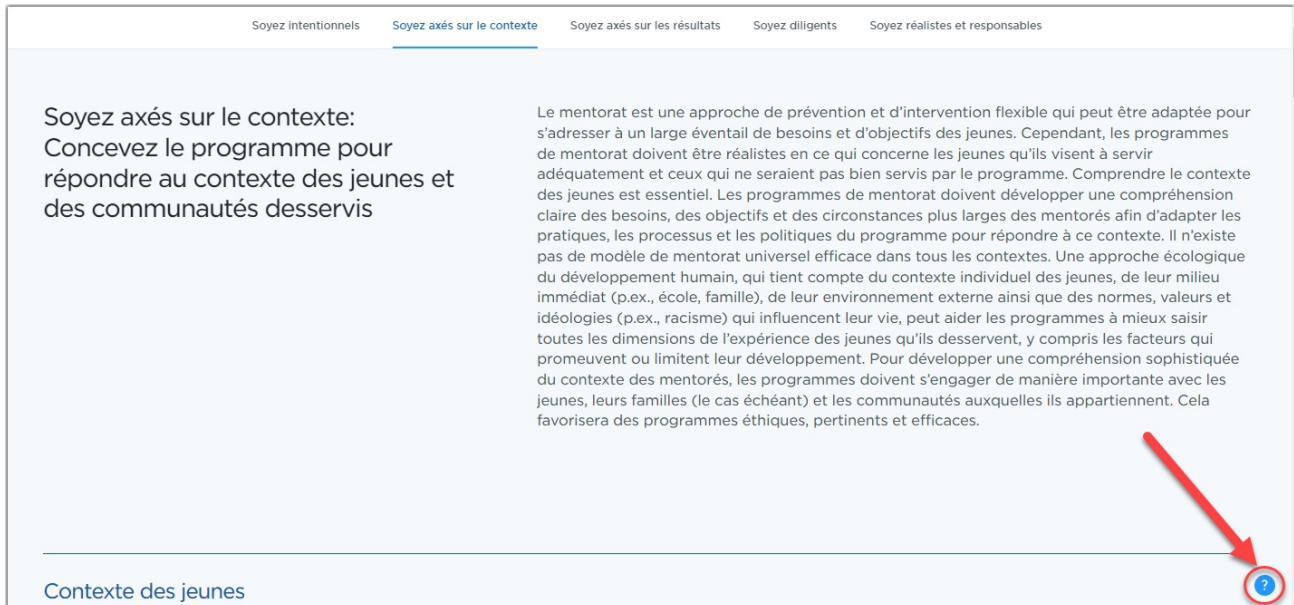 Soyez intentionnels Soyez axés sur le contexte Soyez axés sur les résultats Soyez diligents Soyez réalistes et responsables
Soyez axés sur le contexte:
Concevez le programme pour
répondre au contexte des jeunes et
des communautés desservis
Le mentorat est une approche de prévention et d'intervention flexible qui peut être adaptée pour
s'adresser à un large éventail de besoins et d'objectifs des jeunes. Cependant, les programmes
de mentorat doivent être réalistes en ce qui concerne les jeunes qu'ils visent à servir
adéquatement et ceux qui ne seraient pas bien servis par le programme. Comprendre le contexte
des jeunes est essentiel. Les programmes de mentorat doivent développer une compréhension
claire des besoins, des objectifs et des circonstances plus larges des mentorés afin d'adapter les
pratiques, les processus et les politiques du programme pour répondre à ce contexte. Il n'existe
pas de modèle de mentorat universel efficace dans tous les contextes. Une approche écologique
du développement humain, qui tient compte du contexte individuel des jeunes, de leur milieu
immédiat (p.ex., école, famille), de leur environnement externe ainsi que des normes, valeurs et
idéologies (p.ex., racisme) qui influencent leur vie, peut aider les programmes à mieux saisir
toutes les dimensions de l'expérience des jeunes qu'ils desservent, y compris les facteurs qui
promeuvent ou limitent leur développement. Pour développer une compréhension sophistiquée
du contexte des mentorés, les programmes doivent s'engager de manière importante avec les
jeunes, leurs familles (le cas échéant) et les communautés auxquelles ils appartiennent. Cela
favorisera des programmes éthiques, pertinents et efficaces.
Contexte des jeunes
?